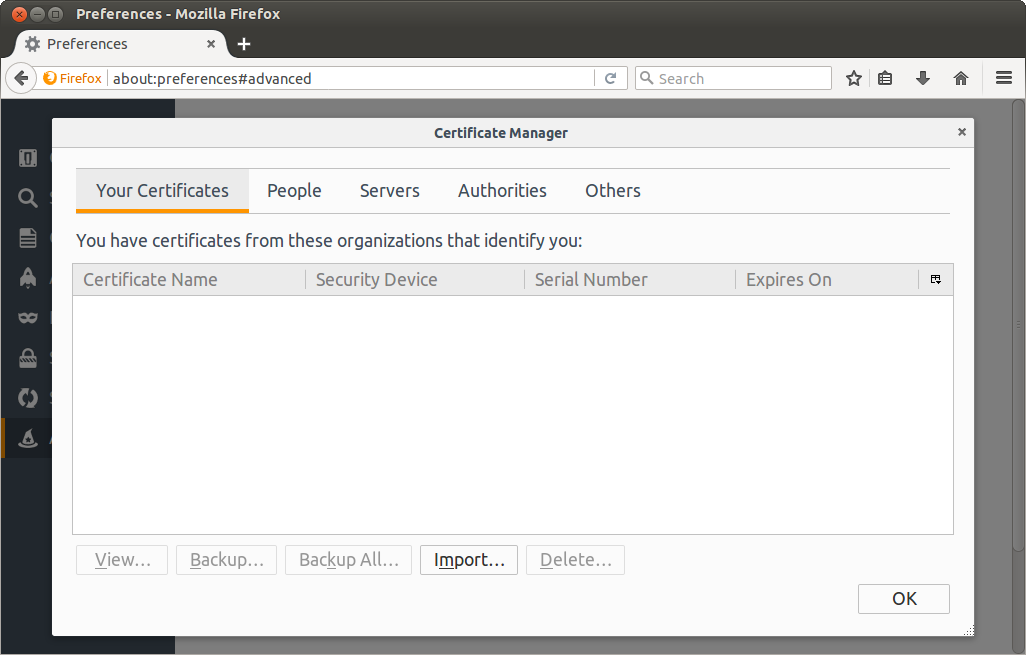 Preferences - Mozilla Firefox
Preferences
Firefox about:preferences#advanced Search
Certificate Manager
Your Certificates People Servers Authorities Others
You have certificates from these organizations that identify you:
Certificate Name Security Device Serial Number Expires On
View... Backup... Backup All... Import... Delete...
OK